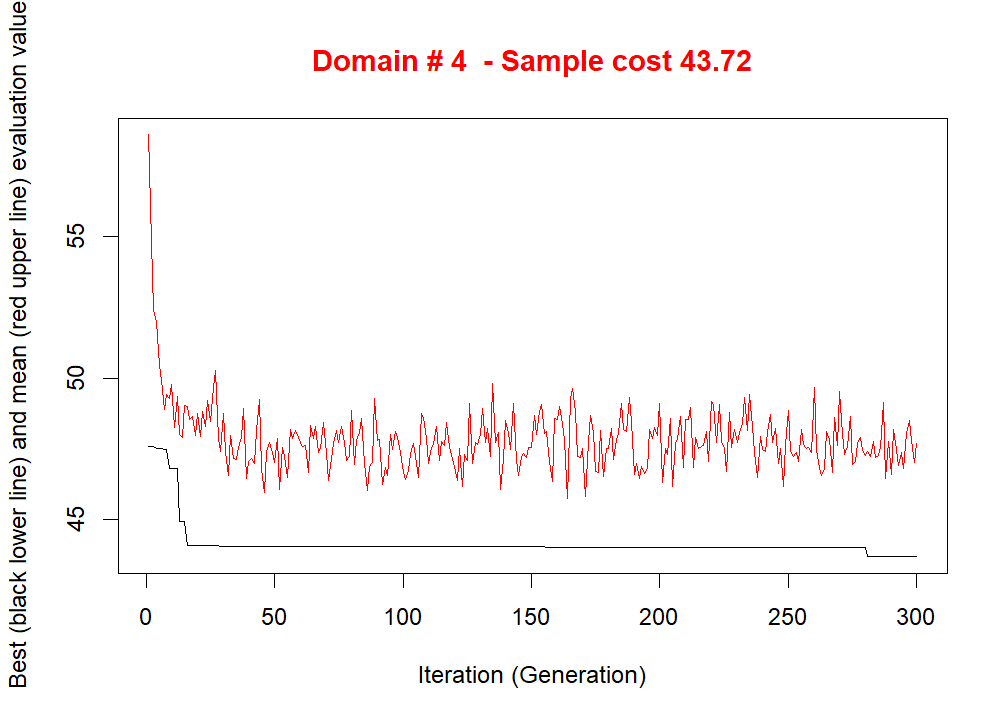 Domain # 4  - Sample cost 43.72
Best (black lower line) and mean (red upper line) evaluation value
55
50
45
0 50 100 150 200 250 300
Iteration (Generation)